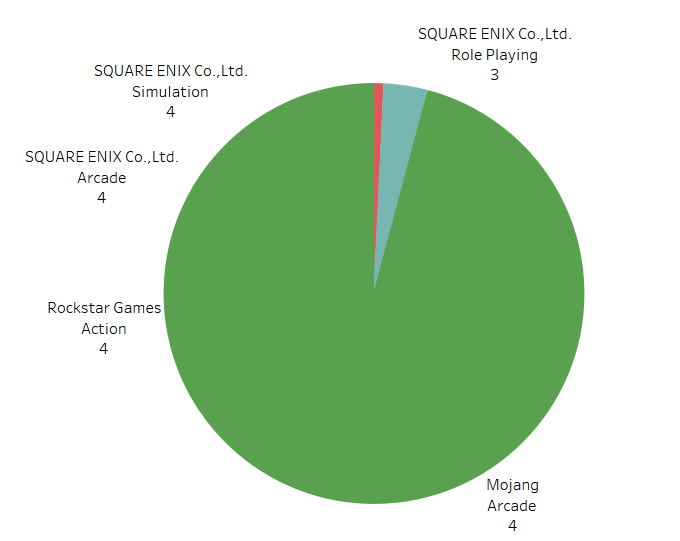 SQUARE ENIX Co.,Ltd.
Role Playing
3
SQUARE ENIX Co.,Ltd.
Simulation
4
SQUARE ENIX Co.,Ltd.
Arcade
4
Rockstar Games
Action
4
Mojang
Arcade
4